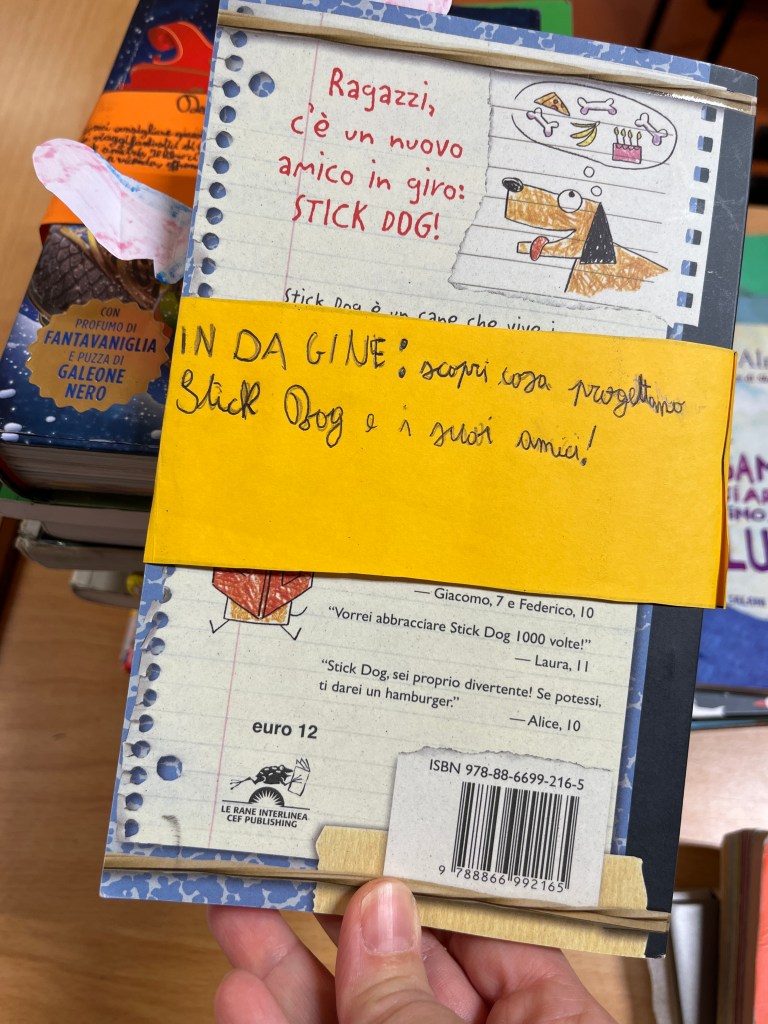 Ragazzi,
c'è un nuovo
amico in giro:
STICK DOG!
Stick Dog è un cane che vive i
INDAGINE: scopri cosa progettano
Stick Dog e i suoi amici!
— Giacomo, 7 e Federico, 10
"Vorrei abbracciare Stick Dog 1000 volte!"
— Laura, 11
"Stick Dog, sei proprio divertente! Se potessi,
ti darei un hamburger."
— Alice, 10
euro 12
LE RANE INTERLINEA
CEF PUBLISHING
ISBN 978-88-6699-216-5
9 788866 992165
CON
PROFUMO DI
FANTAVANIGLIA
E PUZZA DI
GALEONE
NERO
LU